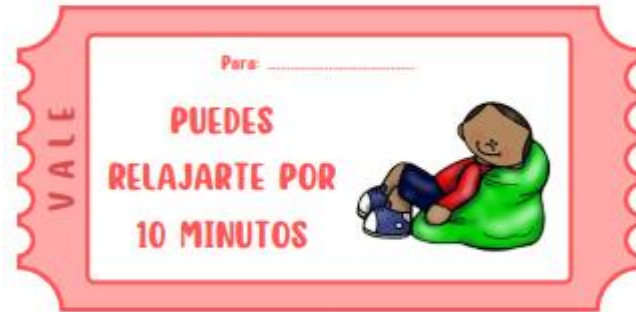 VALE
Para: ........................................
PUEDES
RELAJARTE POR
10 MINUTOS